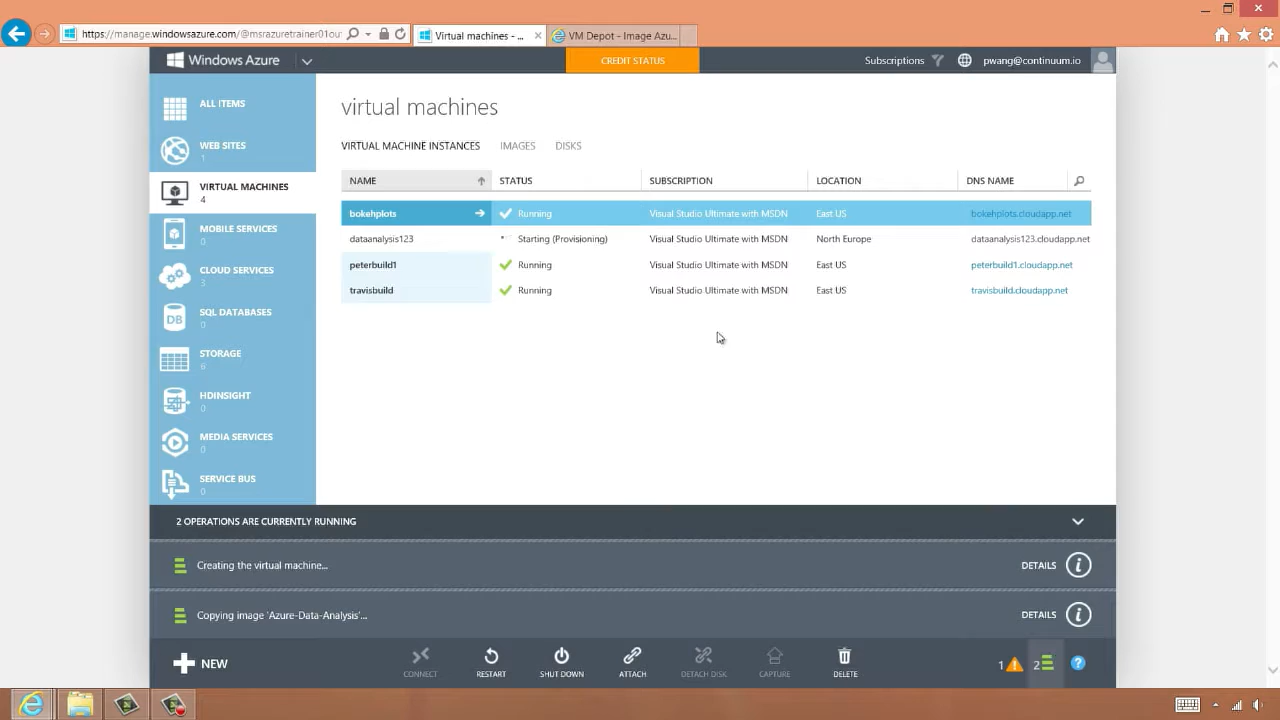 https://manage.windowsazure.com/@msrazuretrainer01ou
Virtual machines - ...
VM Depot - Image Azu...
Windows Azure
CREDIT STATUS
Subscriptions
pwang@continuum.io
ALL ITEMS
WEB SITES
1
VIRTUAL MACHINES
4
MOBILE SERVICES
0
CLOUD SERVICES
3
SQL DATABASES
0
STORAGE
6
HDINSIGHT
0
MEDIA SERVICES
0
SERVICE BUS
0
virtual machines
VIRTUAL MACHINE INSTANCES IMAGES DISKS
NAME STATUS SUBSCRIPTION LOCATION DNS NAME
bokehplots Running Visual Studio Ultimate with MSDN East US bokehplots.cloudapp.net
dataanalysis123 Starting (Provisioning) Visual Studio Ultimate with MSDN North Europe dataanalysis123.cloudapp.net
peterbuild1 Running Visual Studio Ultimate with MSDN East US peterbuild1.cloudapp.net
travisbuild Running Visual Studio Ultimate with MSDN East US travisbuild.cloudapp.net
2 OPERATIONS ARE CURRENTLY RUNNING
Creating the virtual machine... DETAILS i
Copying image 'Azure-Data-Analysis'... DETAILS i
NEW CONNECT RESTART SHUT DOWN ATTACH DETACH DISK CAPTURE DELETE 1 2 ?